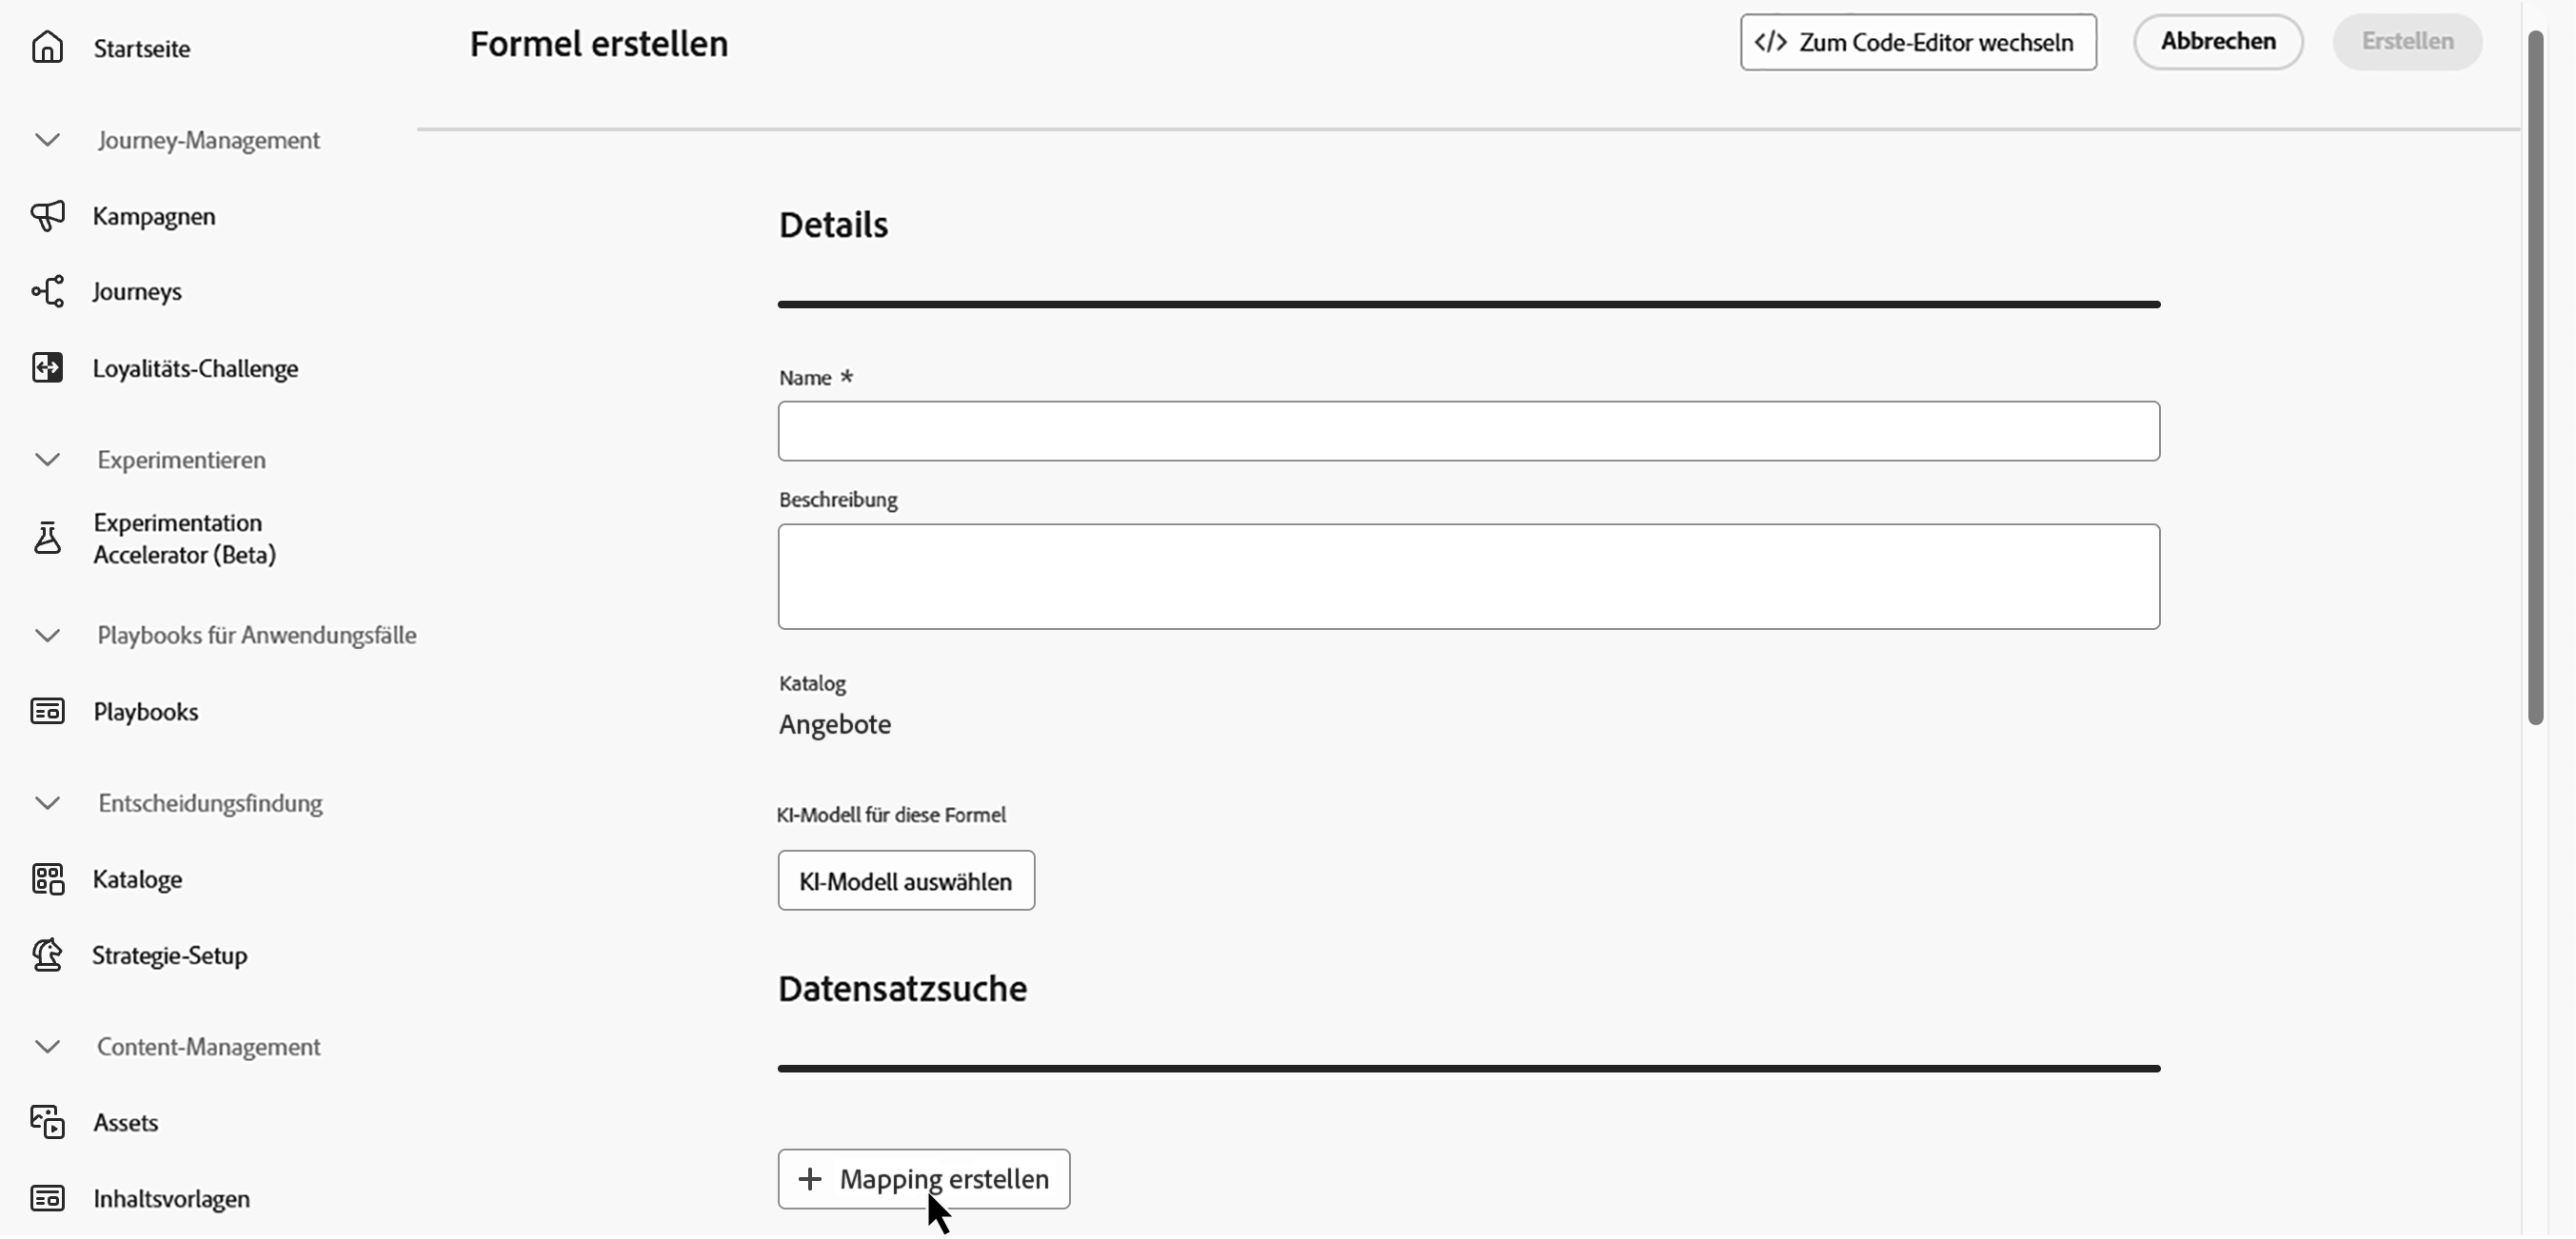 Startseite
Journey-Management
Kampagnen
Journeys
Loyalitäts-Challenge
Experimentieren
Experimentation
Accelerator (Beta)
Playbooks für Anwendungsfälle
Playbooks
Entscheidungsfindung
Kataloge
Strategie-Setup
Content-Management
Assets
Inhaltsvorlagen
Formel erstellen
</> Zum Code-Editor wechseln
Abbrechen
Erstellen
Details
Name *
Beschreibung
Katalog
Angebote
KI-Modell für diese Formel
KI-Modell auswählen
Datensatzsuche
+ Mapping erstellen